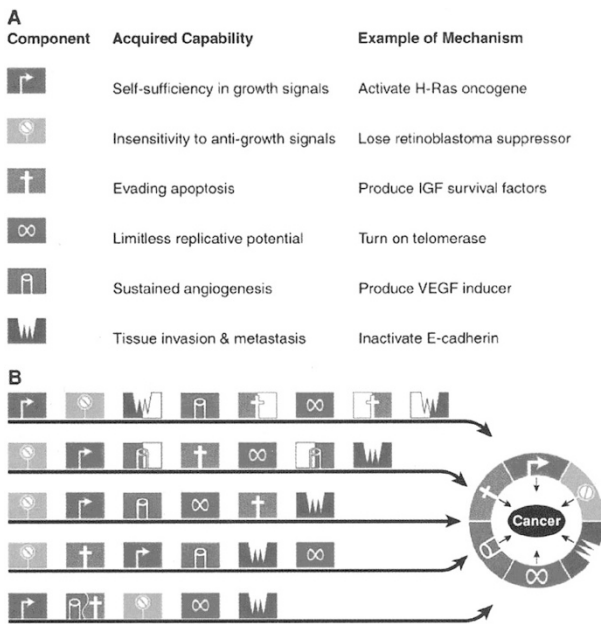 A
Component Acquired Capability Example of Mechanism
Self-sufficiency in growth signals Activate H-Ras oncogene
Insensitivity to anti-growth signals Lose retinoblastoma suppressor
Evading apoptosis Produce IGF survival factors
Limitless replicative potential Turn on telomerase
Sustained angiogenesis Produce VEGF inducer
Tissue invasion & metastasis Inactivate E-cadherin
B
Cancer